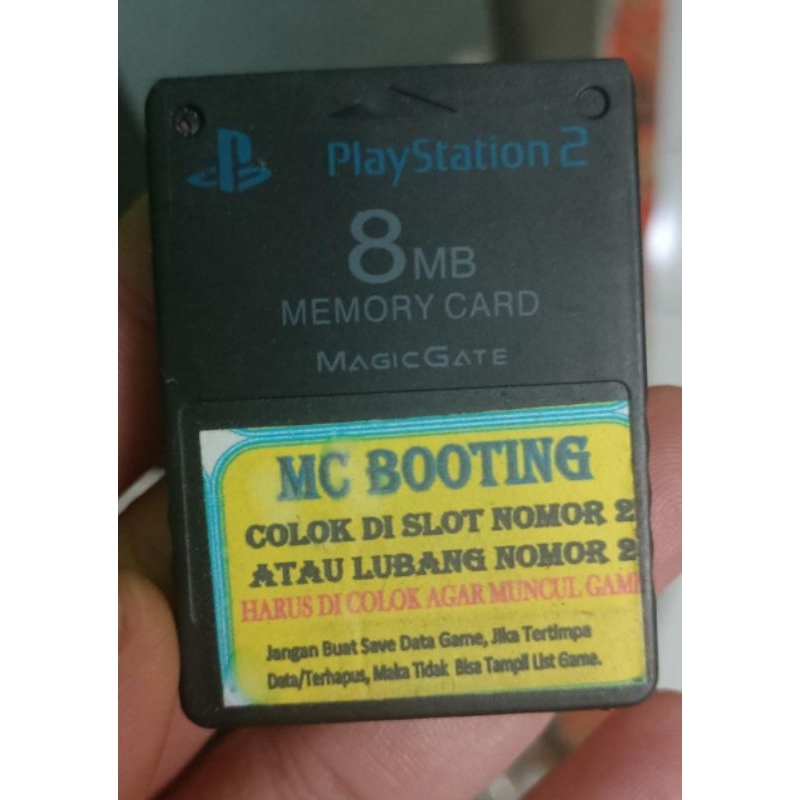 PlayStation 2
8MB
MEMORY CARD
MAGICGATE
MC BOOTING
COLOK DI SLOT NOMOR 2
ATAU LUBANG NOMOR 2
HARUS DI COLOK AGAR MUNCUL GAME
Jangan Buat Save Data Game, Jika Tertimpa
Data/Terhapus, Maka Tidak Bisa Tampil List Game.